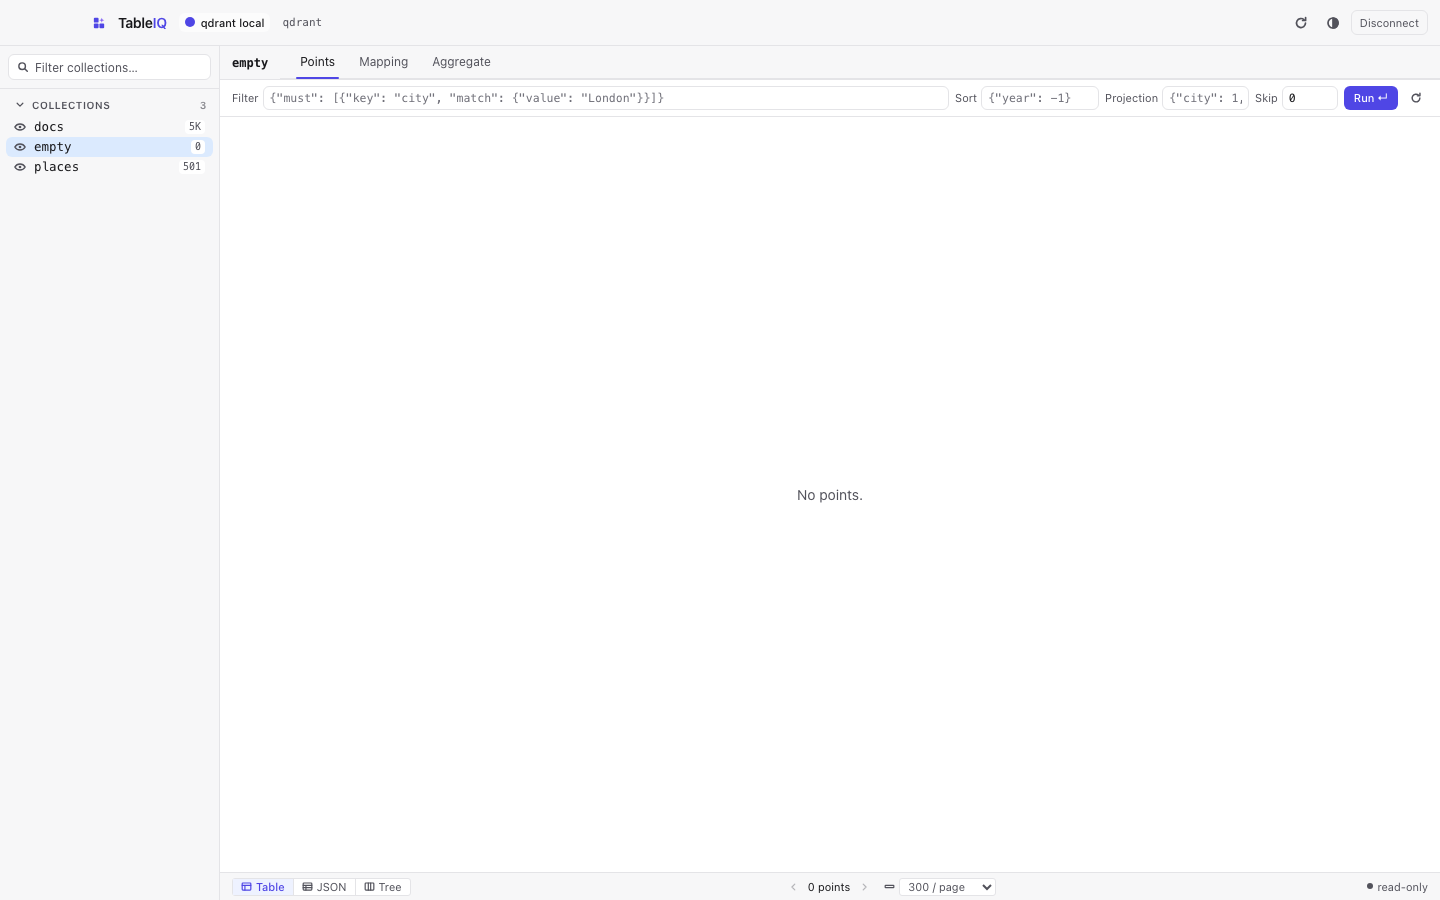 TableIQ
qdrant local
qdrant
Disconnect
Filter collections...
COLLECTIONS
3
docs
5K
empty
0
places
501
empty
Points
Mapping
Aggregate
Filter
{"must": [{"key": "city", "match": {"value": "London"}}]}
Sort
{"year": -1}
Projection
{"city": 1,
Skip
0
Run ↵
No points.
Table
JSON
Tree
0 points
300 / page
read-only